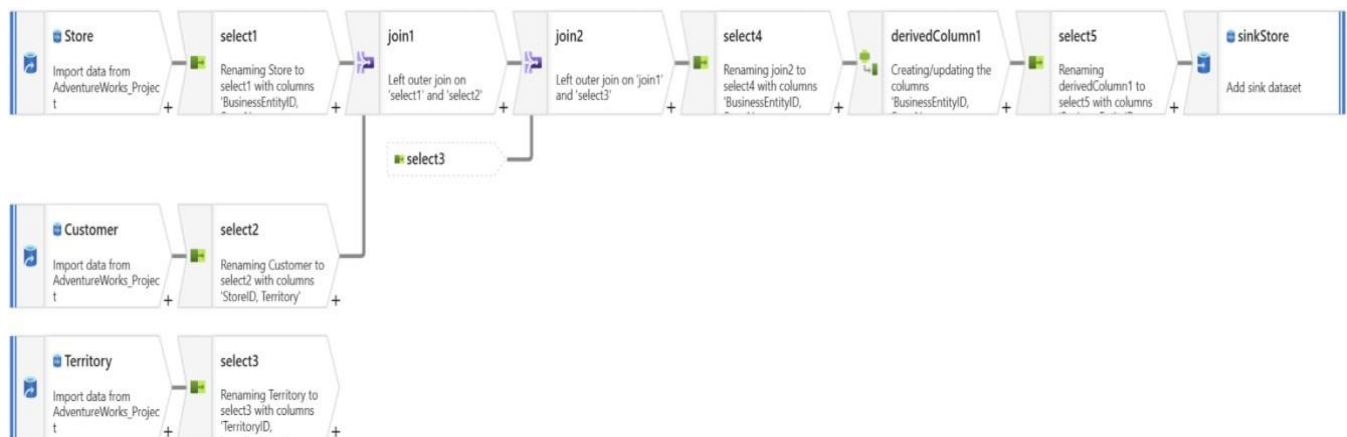 Store
Import data from
AdventureWorks_Projec
t
+
select1
Renaming Store to
select1 with columns
'BusinessEntityID,
+
join1
Left outer join on
'select1' and 'select2'
+
join2
Left outer join on 'join1'
and 'select3'
+
select4
Renaming join2 to
select4 with columns
'BusinessEntityID,
+
derivedColumn1
Creating/updating the
columns
'BusinessEntityID,
+
select5
Renaming
derivedColumn1 to
select5 with columns
+
sinkStore
Add sink dataset
select3
Customer
Import data from
AdventureWorks_Projec
t
+
select2
Renaming Customer to
select2 with columns
'StoreID, Territory'
+
Territory
Import data from
AdventureWorks_Projec
t
+
select3
Renaming Territory to
select3 with columns
'TerritoryID,
+